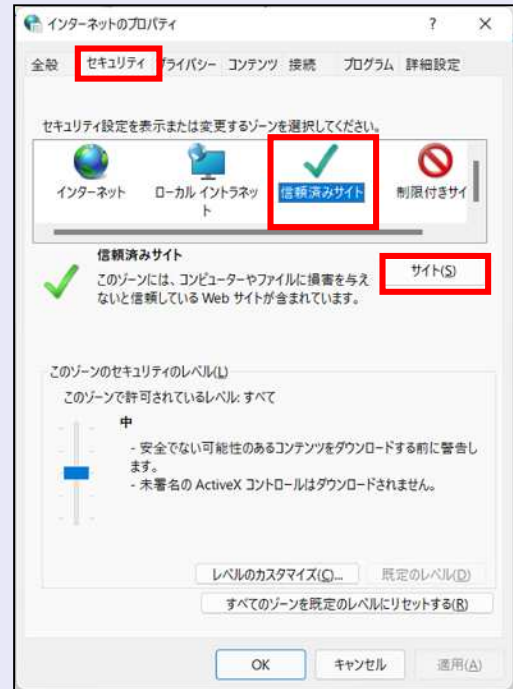 インターネットのプロパティ
?
×
全般 セキュリティ プライバシー コンテンツ 接続 プログラム 詳細設定
セキュリティ設定を表示または変更するゾーンを選択してください。
インターネット
ローカル イントラネッ
ト
信頼済みサイト
制限付きサイ
信頼済みサイト
このゾーンには、コンピューターやファイルに損害を与え
ないと信頼している Web サイトが含まれています。
サイト(S)
このゾーンのセキュリティのレベル(L)
このゾーンで許可されているレベル: すべて
中
- 安全でない可能性のあるコンテンツをダウンロードする前に警告し
ます。
- 未署名の ActiveX コントロールはダウンロードされません。
レベルのカスタマイズ(C)... 既定のレベル(D)
すべてのゾーンを既定のレベルにリセットする(R)
OK キャンセル 適用(A)